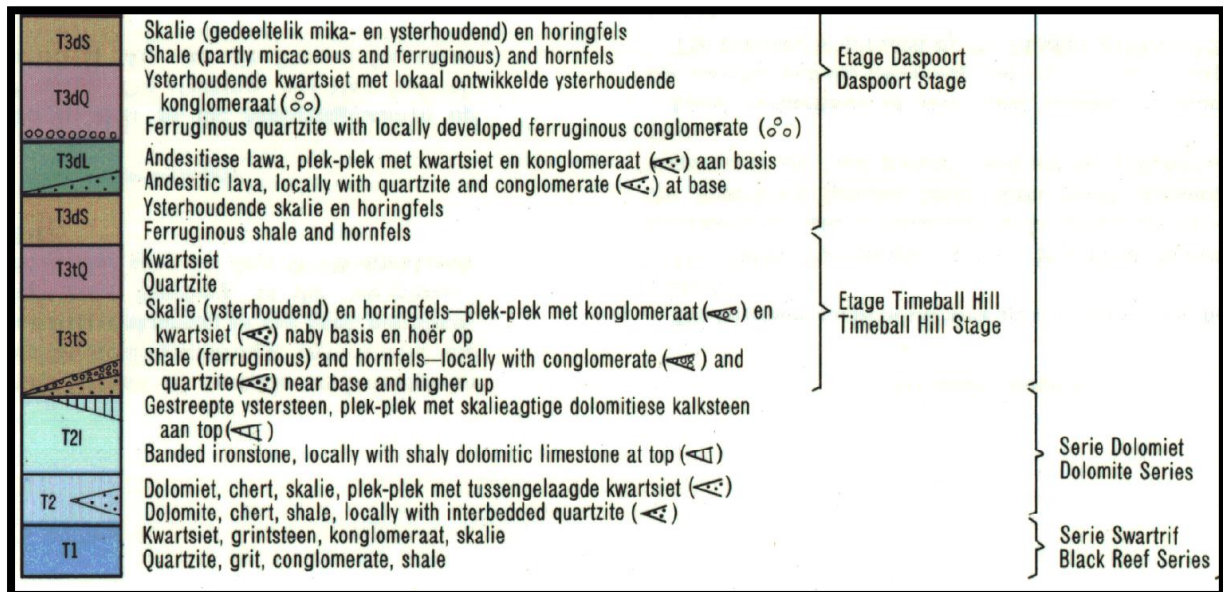 T3dS
Skalie (gedeeltelik mika- en ysterhoudend) en horingfels
Shale (partly micaceous and ferruginous) and hornfels
Etage Daspoort
Daspoort Stage
T3dQ
Ysterhoudende kwartsiet met lokaal ontwikkelde ysterhoudende
konglomeraat ( )
Ferruginous quartzite with locally developed ferruginous conglomerate ( )
T3dL
Andesitiese lawa, plek-plek met kwartsiet en konglomeraat ( ) aan basis
Andesitic lava, locally with quartzite and conglomerate ( ) at base
T3dS
Ysterhoudende skalie en horingfels
Ferruginous shale and hornfels
T3tQ
Kwartsiet
Quartzite
Etage Timeball Hill
Timeball Hill Stage
T3tS
Skalie (ysterhoudend) en horingfels—plek-plek met konglomeraat ( ) en
kwartsiet ( ) naby basis en hoër op
Shale (ferruginous) and hornfels—locally with conglomerate ( ) and
quartzite ( ) near base and higher up
T2l
Gestreepte ystersteen, plek-plek met skalieagtige dolomitiese kalksteen
aan top ( )
Banded ironstone, locally with shaly dolomitic limestone at top ( )
Serie Dolomiet
Dolomite Series
T2
Dolomiet, chert, skalie, plek-plek met tussengelaagde kwartsiet ( )
Dolomite, chert, shale, locally with interbedded quartzite ( )
T1
Kwartsiet, grintsteen, konglomeraat, skalie
Quartzite, grit, conglomerate, shale
Serie Swartrif
Black Reef Series